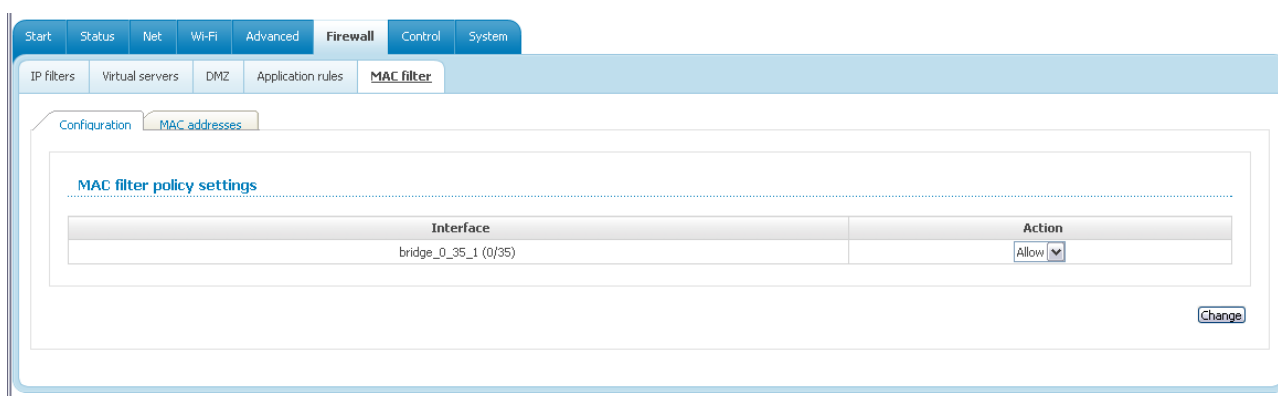 Start Status Net Wi-Fi Advanced Firewall Control System
IP filters Virtual servers DMZ Application rules MAC filter
Configuration MAC addresses
MAC filter policy settings
Interface Action
bridge_0_35_1 (0/35) Allow
Change